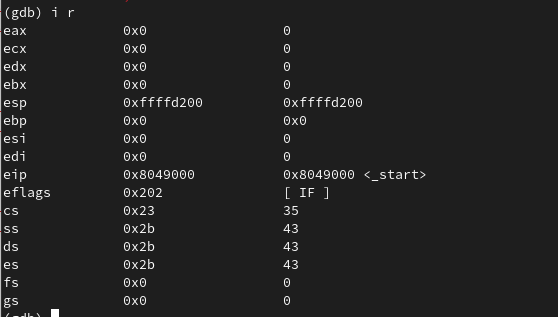 (gdb) i r
eax 0x0 0
ecx 0x0 0
edx 0x0 0
ebx 0x0 0
esp 0xffffd200 0xffffd200
ebp 0x0 0x0
esi 0x0 0
edi 0x0 0
eip 0x8049000 0x8049000 <_start>
eflags 0x202 [ IF ]
cs 0x23 35
ss 0x2b 43
ds 0x2b 43
es 0x2b 43
fs 0x0 0
gs 0x0 0
(gdb)